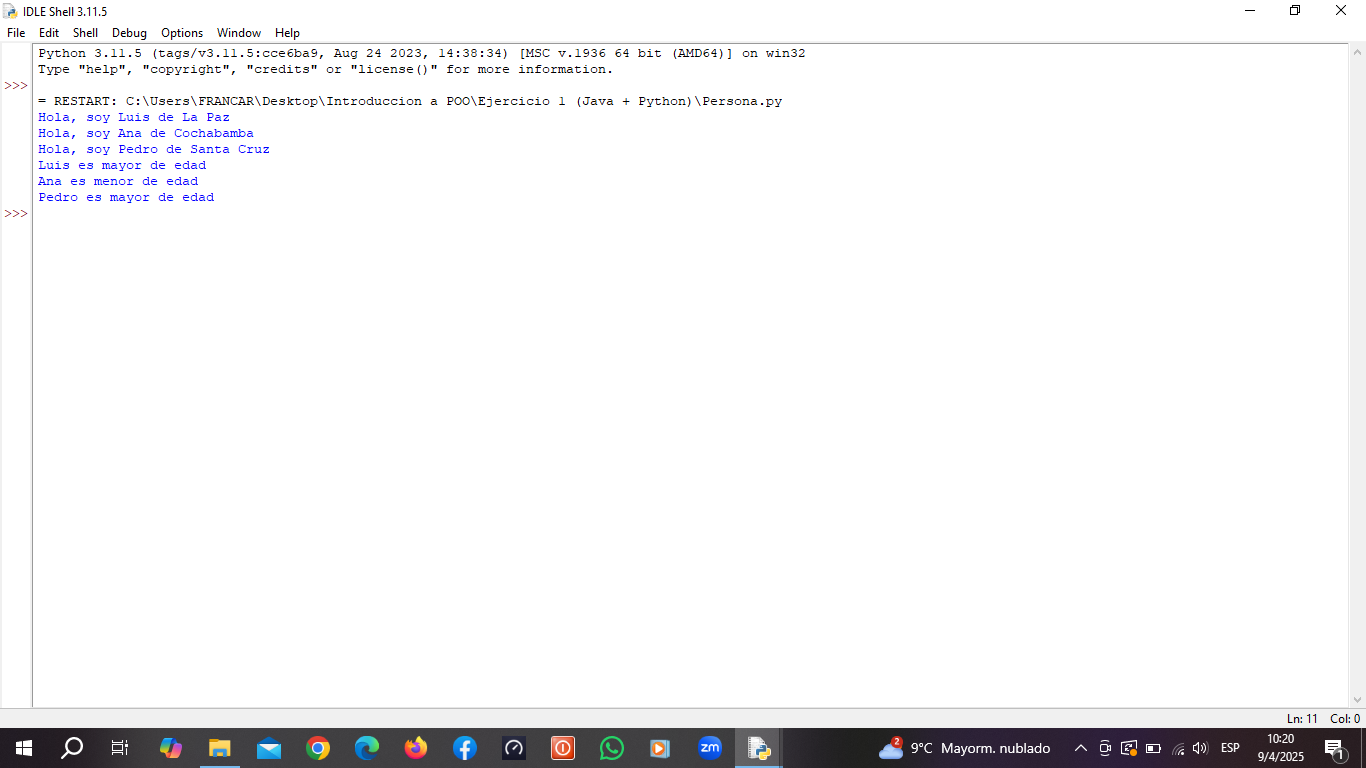 IDLE Shell 3.11.5
File Edit Shell Debug Options Window Help
Python 3.11.5 (tags/v3.11.5:cce6ba9, Aug 24 2023, 14:38:34) [MSC v.1936 64 bit (AMD64)] on win32
Type "help", "copyright", "credits" or "license()" for more information.
>>>
= RESTART: C:\Users\FRANCAR\Desktop\Introduccion a POO\Ejercicio 1 (Java + Python)\Persona.py
Hola, soy Luis de La Paz
Hola, soy Ana de Cochabamba
Hola, soy Pedro de Santa Cruz
Luis es mayor de edad
Ana es menor de edad
Pedro es mayor de edad
>>>
Ln: 11 Col: 0
zm
2
9°C Mayorm. nublado
ESP
10:20
9/4/2025
1